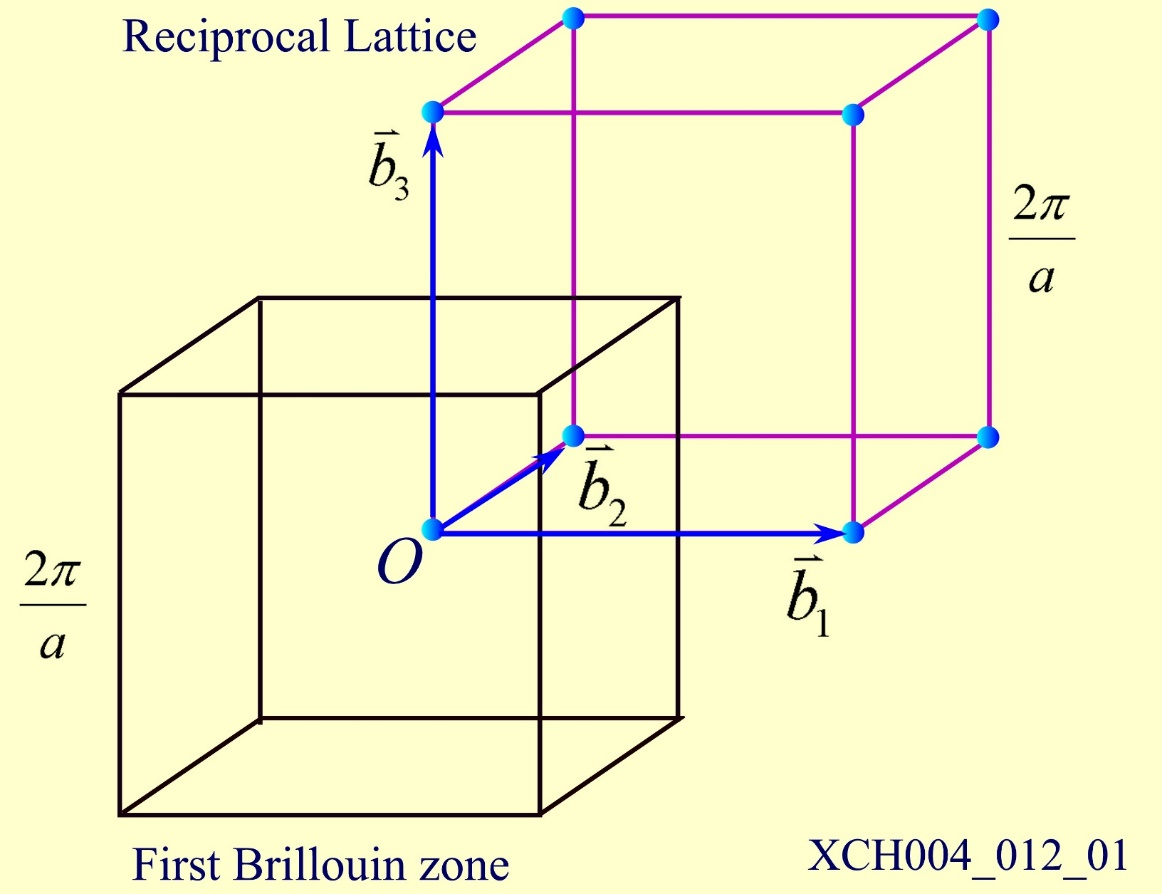 Reciprocal Lattice
b⃗₃
2π/a
b⃗₂
O
2π/a
b⃗₁
First Brillouin zone
XCH004_012_01